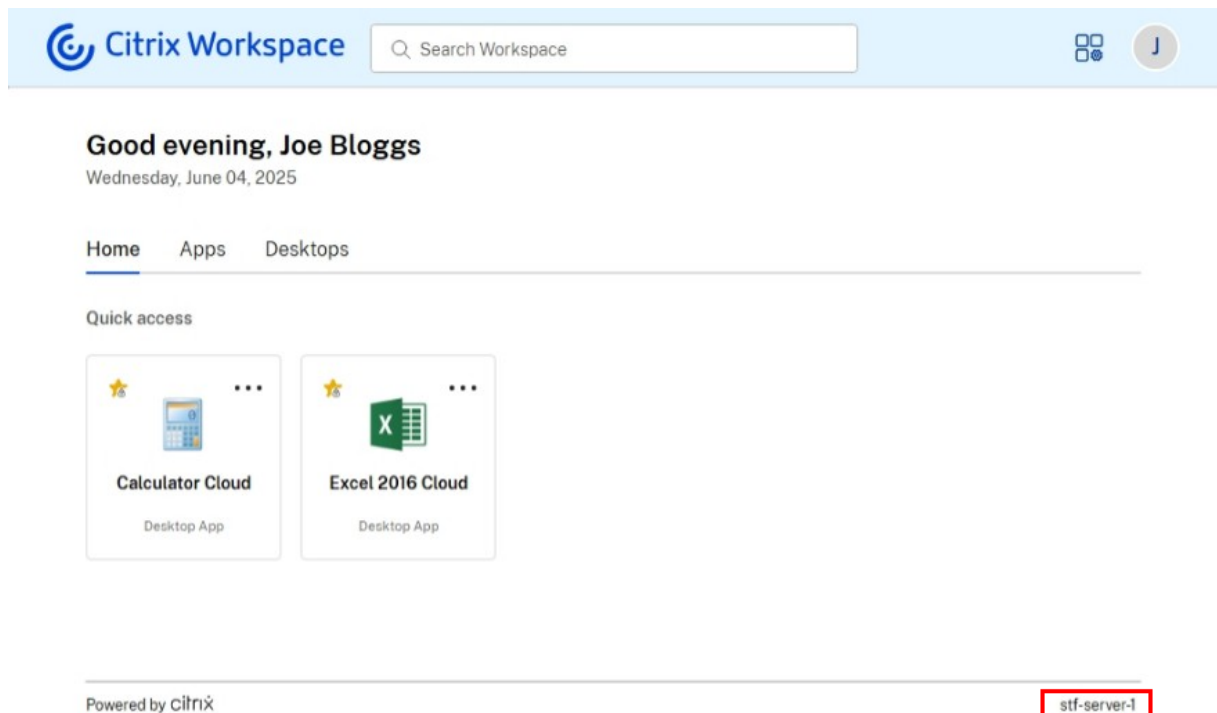 Citrix Workspace
Search Workspace
J
Good evening, Joe Bloggs
Wednesday, June 04, 2025
Home Apps Desktops
Quick access
Calculator Cloud Excel 2016 Cloud
Desktop App Desktop App
Powered by citrix
stf-server-1